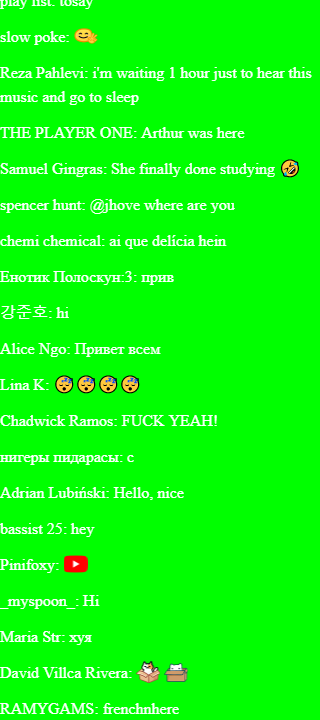 play list: tosay
slow poke:
Reza Pahlevi: i'm waiting 1 hour just to hear this
music and go to sleep
THE PLAYER ONE: Arthur was here
Samuel Gingras: She finally done studying 🤣
spencer hunt: @jhove where are you
chemi chemical: ai que delícia hein
Енотик Полоскун:3: прив
강준호: hi
Alice Ngo: Привет всем
Lina K: 😴😴😴😴
Chadwick Ramos: FUCK YEAH!
нигеры пидарасы: с
Adrian Lubiński: Hello, nice
bassist 25: hey
Pinifoxy:
_myspoon_: Hi
Maria Str: хуя
David Villca Rivera:
RAMYGAMS: frenchnhere